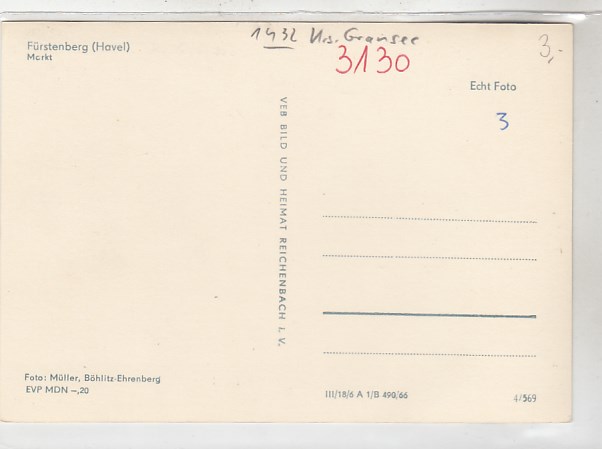 1432 Krs. Gransee
3130
3,-
Fürstenberg (Havel)
Markt
Echt Foto
3
VEB BILD UND HEIMAT REICHENBACH I. V.
Foto: Müller, Böhlitz-Ehrenberg
EVP MDN –,20
III/18/6 A 1/B 490/66
4/569